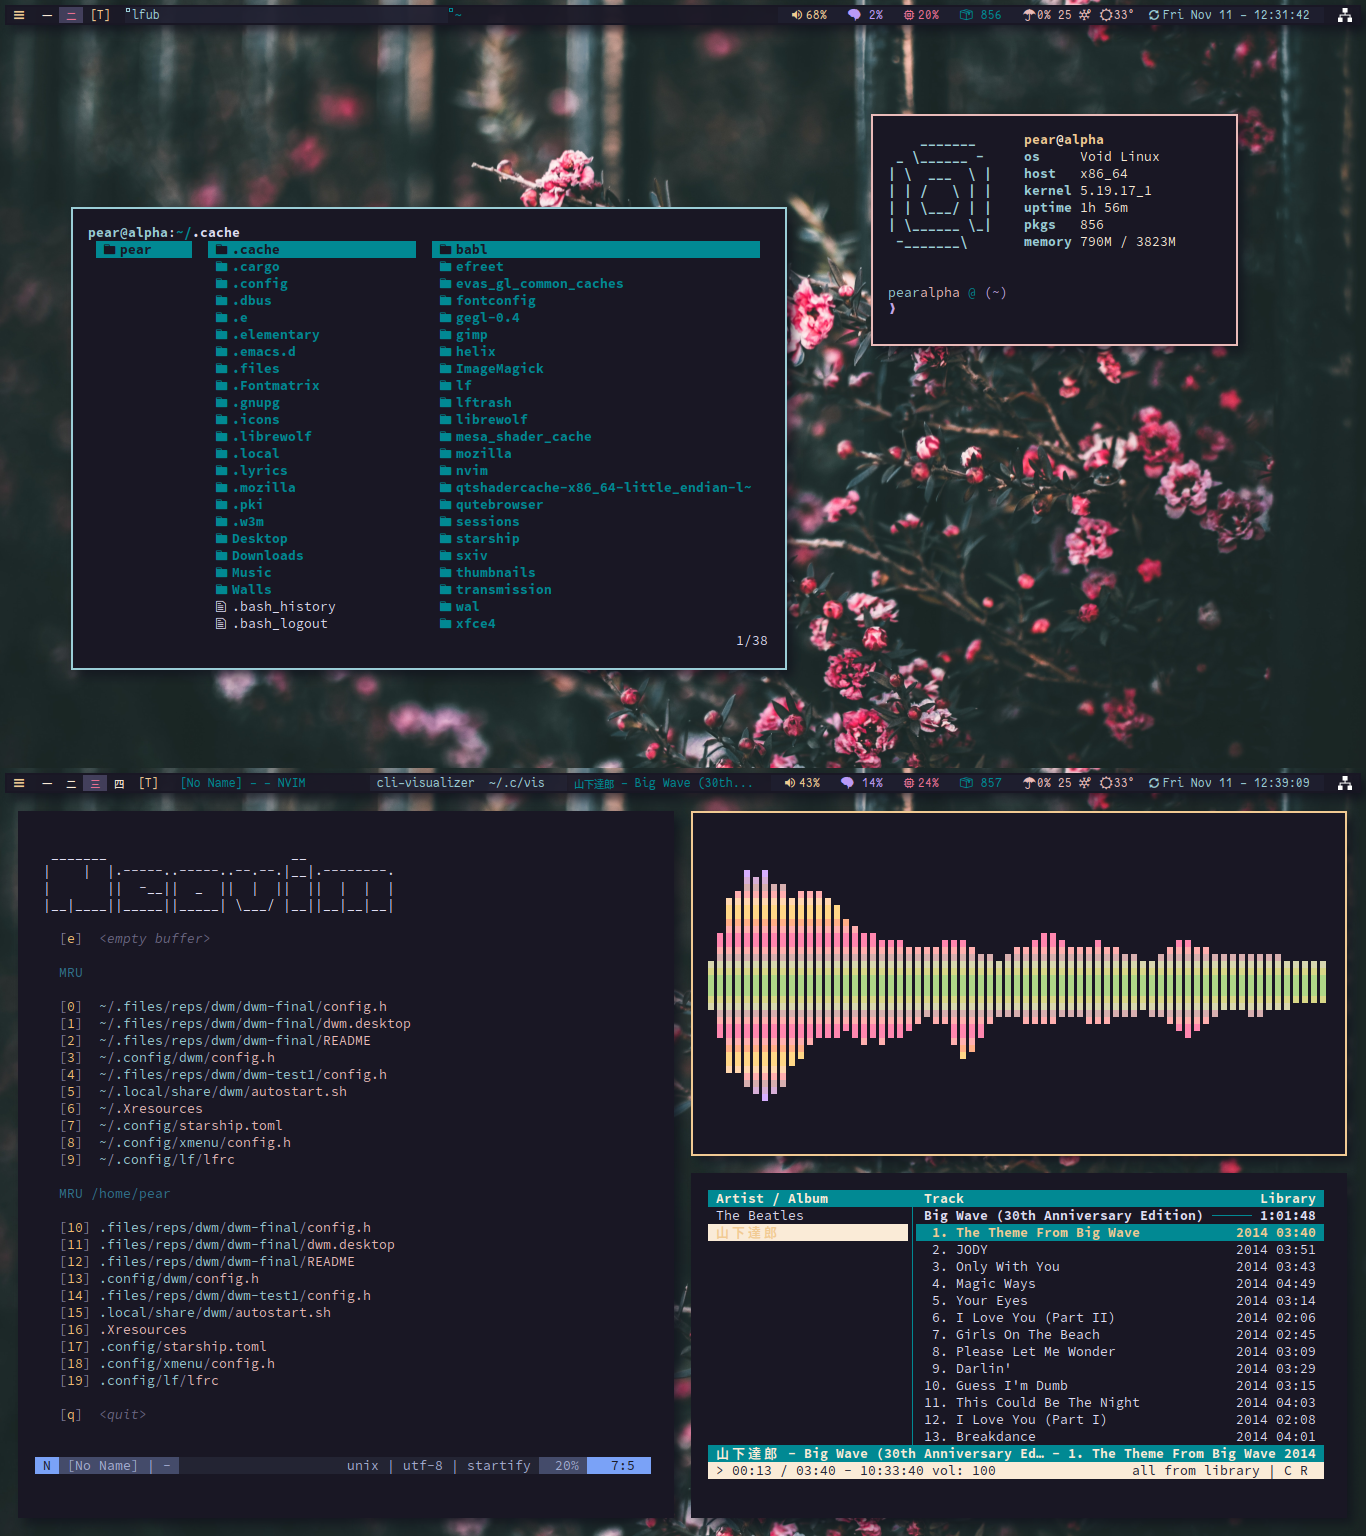 一 二 [T] lfub ~ 68% 2% 20% 856 0% 25 33° Fri Nov 11 - 12:31:42
pear@alpha:~/.cache
pear .cache babl
.cargo efreet
.config evas_gl_common_caches
.dbus fontconfig
.e gegl-0.4
.elementary gimp
.emacs.d helix
.files ImageMagick
.Fontmatrix lf
.gnupg lftrash
.icons librewolf
.librewolf mesa_shader_cache
.local mozilla
.lyrics nvim
.mozilla qtshadercache-x86_64-little_endian-l~
.pki qutebrowser
.w3m sessions
Desktop starship
Downloads sxiv
Music thumbnails
Walls transmission
.bash_history wal
.bash_logout xfce4
1/38
pear@alpha
os Void Linux
host x86_64
kernel 5.19.17_1
uptime 1h 56m
pkgs 856
memory 790M / 3823M
pearalpha @ (~)
❱
一 二 三 四 [T] [No Name] - - NVIM cli-visualizer ~/.c/vis 山下達郎 - Big Wave (30th... 43% 14% 24% 857 0% 25 33° Fri Nov 11 - 12:39:09
Neovim
[e] <empty buffer>
MRU
[0] ~/.files/reps/dwm/dwm-final/config.h
[1] ~/.files/reps/dwm/dwm-final/dwm.desktop
[2] ~/.files/reps/dwm/dwm-final/README
[3] ~/.config/dwm/config.h
[4] ~/.files/reps/dwm/dwm-test1/config.h
[5] ~/.local/share/dwm/autostart.sh
[6] ~/.Xresources
[7] ~/.config/starship.toml
[8] ~/.config/xmenu/config.h
[9] ~/.config/lf/lfrc
MRU /home/pear
[10] .files/reps/dwm/dwm-final/config.h
[11] .files/reps/dwm/dwm-final/dwm.desktop
[12] .files/reps/dwm/dwm-final/README
[13] .config/dwm/config.h
[14] .files/reps/dwm/dwm-test1/config.h
[15] .local/share/dwm/autostart.sh
[16] .Xresources
[17] .config/starship.toml
[18] .config/xmenu/config.h
[19] .config/lf/lfrc
[q] <quit>
N [No Name] | - unix | utf-8 | startify 20% 7:5
Artist / Album Track Library
The Beatles Big Wave (30th Anniversary Edition) ───── 1:01:48
山下達郎 1. The Theme From Big Wave 2014 03:40
2. JODY 2014 03:51
3. Only With You 2014 03:43
4. Magic Ways 2014 04:49
5. Your Eyes 2014 03:14
6. I Love You (Part II) 2014 02:06
7. Girls On The Beach 2014 02:45
8. Please Let Me Wonder 2014 03:09
9. Darlin' 2014 03:29
10. Guess I'm Dumb 2014 03:15
11. This Could Be The Night 2014 04:03
12. I Love You (Part I) 2014 02:08
13. Breakdance 2014 04:01
山下達郎 - Big Wave (30th Anniversary Ed… - 1. The Theme From Big Wave 2014
> 00:13 / 03:40 - 10:33:40 vol: 100 all from library | C R